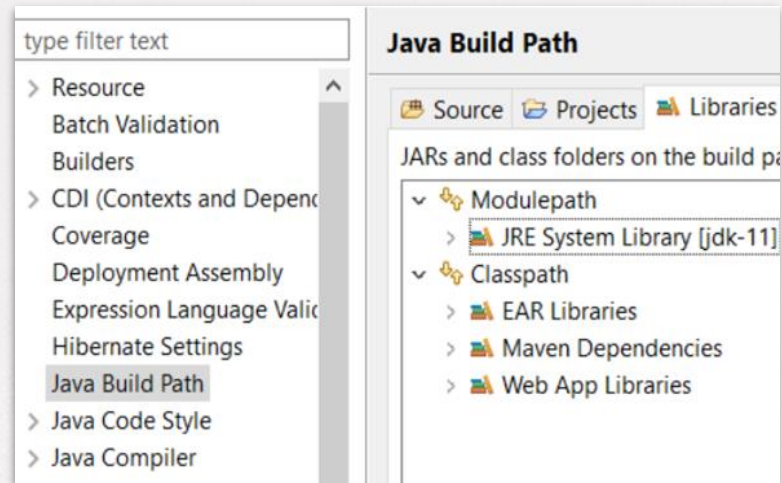 type filter text
Resource
Batch Validation
Builders
CDI (Contexts and Depend
Coverage
Deployment Assembly
Expression Language Valid
Hibernate Settings
Java Build Path
Java Code Style
Java Compiler
Java Build Path
Source Projects Libraries
JARs and class folders on the build pa
Modulepath
JRE System Library [jdk-11]
Classpath
EAR Libraries
Maven Dependencies
Web App Libraries